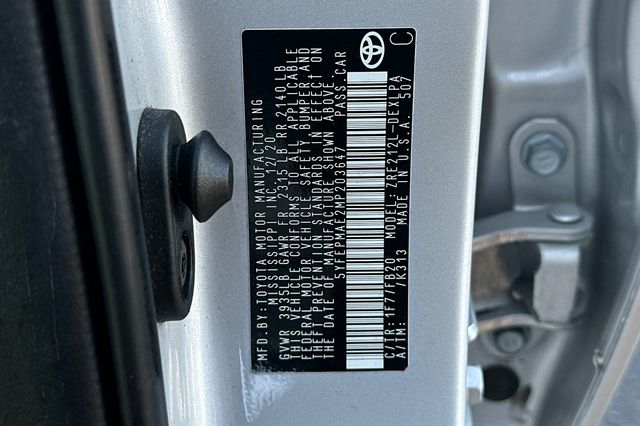 MFD.BY:TOYOTA MOTOR MANUFACTURING
MISSISSIPPI INC. 12/20
GVWR 3935LB GAWR FR 2315LB RR 2140LB
THIS VEHICLE CONFORMS TO ALL APPLICABLE
FEDERAL MOTOR VEHICLE SAFETY, BUMPER, AND
THEFT PREVENTION STANDARDS IN EFFECT ON
THE DATE OF MANUFACTURE SHOWN ABOVE.
5YFEPMAE2MP203647 PASS.CAR
C/TR: 1F7/FB20 MODEL: ZRE212L-DEXLPA
A/TM: /K313 MADE IN U.S.A. 507
C